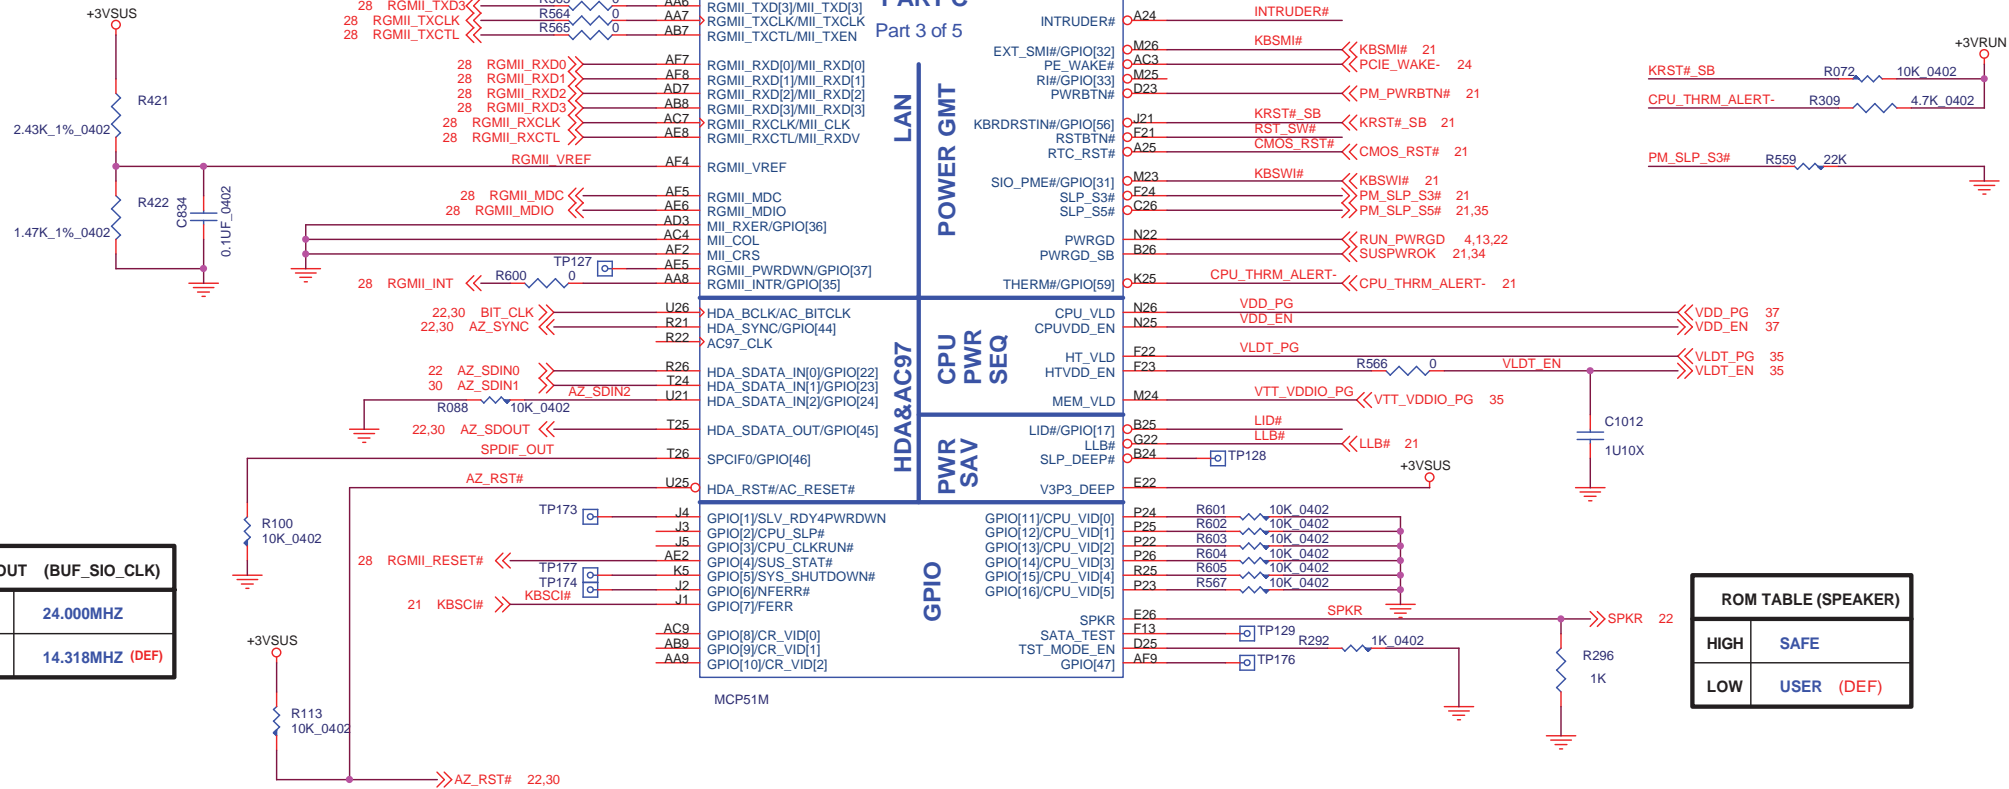 +3VSUS
R421
2.43K_1%_0402
R422
1.47K_1%_0402
C834
0.1UF_0402
28 RGMII_TXD3
28 RGMII_TXCLK
28 RGMII_TXCTL
R564 0
R565 0
28 RGMII_RXD0
28 RGMII_RXD1
28 RGMII_RXD2
28 RGMII_RXD3
28 RGMII_RXCLK
28 RGMII_RXCTL
RGMII_VREF
28 RGMII_MDC
28 RGMII_MDIO
TP127
28 RGMII_INT R600 0
22,30 BIT_CLK
22,30 AZ_SYNC
22 AZ_SDIN0
30 AZ_SDIN1
AZ_SDIN2
R088 10K_0402
22,30 AZ_SDOUT
SPDIF_OUT
AZ_RST#
R100
10K_0402
TP173
28 RGMII_RESET#
TP177
TP174
21 KBSCI# KBSCI#
OUT (BUF_SIO_CLK)
24.000MHZ
14.318MHZ (DEF)
+3VSUS
R113
10K_0402
AZ_RST# 22,30
Part 3 of 5
AA6 RGMII_TXD[3]/MII_TXD[3]
AA7 RGMII_TXCLK/MII_TXCLK
AB7 RGMII_TXCTL/MII_TXEN
AF7 RGMII_RXD[0]/MII_RXD[0]
AF8 RGMII_RXD[1]/MII_RXD[1]
AD7 RGMII_RXD[2]/MII_RXD[2]
AB8 RGMII_RXD[3]/MII_RXD[3]
AC7 RGMII_RXCLK/MII_CLK
AE8 RGMII_RXCTL/MII_RXDV
AF4 RGMII_VREF
AF5 RGMII_MDC
AE6 RGMII_MDIO
AD3 MII_RXER/GPIO[36]
AC4 MII_COL
AF2 MII_CRS
AE5 RGMII_PWRDWN/GPIO[37]
AA8 RGMII_INTR/GPIO[35]
U26 HDA_BCLK/AC_BITCLK
R21 HDA_SYNC/GPIO[44]
R22 AC97_CLK
R26 HDA_SDATA_IN[0]/GPIO[22]
T24 HDA_SDATA_IN[1]/GPIO[23]
U21 HDA_SDATA_IN[2]/GPIO[24]
T25 HDA_SDATA_OUT/GPIO[45]
T26 SPCIF0/GPIO[46]
U25 HDA_RST#/AC_RESET#
J4 GPIO[1]/SLV_RDY4PWRDWN
J3 GPIO[2]/CPU_SLP#
J5 GPIO[3]/CPU_CLKRUN#
AE2 GPIO[4]/SUS_STAT#
K5 GPIO[5]/SYS_SHUTDOWN#
J2 GPIO[6]/NFERR#
J1 GPIO[7]/FERR
AC9 GPIO[8]/CR_VID[0]
AB9 GPIO[9]/CR_VID[1]
AA9 GPIO[10]/CR_VID[2]
MCP51M
LAN
POWER GMT
HDA&AC97
CPU
PWR
SEQ
PWR
SAV
GPIO
INTRUDER# A24 INTRUDER#
EXT_SMI#/GPIO[32] M26 KBSMI# KBSMI# 21
PE_WAKE# AC3 PCIE_WAKE- 24
RI#/GPIO[33] M25
PWRBTN# D23 PM_PWRBTN# 21
KBRDRSTIN#/GPIO[56] J21 KRST#_SB KRST#_SB 21
RSTBTN# F21 RST_SW#
RTC_RST# A25 CMOS_RST# CMOS_RST# 21
SIO_PME#/GPIO[31] M23 KBSWI# KBSWI# 21
SLP_S3# F24 PM_SLP_S3# 21
SLP_S5# C26 PM_SLP_S5# 21,35
PWRGD N22 RUN_PWRGD 4,13,22
PWRGD_SB B26 SUSPWROK 21,34
THERM#/GPIO[59] K25 CPU_THRM_ALERT- CPU_THRM_ALERT- 21
CPU_VLD N26 VDD_PG VDD_PG 37
CPUVDD_EN N25 VDD_EN VDD_EN 37
HT_VLD F22 VLDT_PG VLDT_PG 35
HTVDD_EN F23 R566 0 VLDT_EN VLDT_EN 35
MEM_VLD M24 VTT_VDDIO_PG VTT_VDDIO_PG 35
LID#/GPIO[17] B25 LID#
LLB# G22 LLB# LLB# 21
SLP_DEEP# B24 TP128
V3P3_DEEP E22 +3VSUS
C1012
1U10X
GPIO[11]/CPU_VID[0] P24 R601 10K_0402
GPIO[12]/CPU_VID[1] P25 R602 10K_0402
GPIO[13]/CPU_VID[2] P22 R603 10K_0402
GPIO[14]/CPU_VID[3] P26 R604 10K_0402
GPIO[15]/CPU_VID[4] R25 R605 10K_0402
GPIO[16]/CPU_VID[5] P23 R567 10K_0402
SPKR E26 SPKR SPKR 22
SATA_TEST F13 TP129
TST_MODE_EN D25 R292 1K_0402
GPIO[47] AF9 TP176
R296
1K
+3VRUN
KRST#_SB R072 10K_0402
CPU_THRM_ALERT- R309 4.7K_0402
PM_SLP_S3# R559 22K
ROM TABLE (SPEAKER)
HIGH SAFE
LOW USER (DEF)